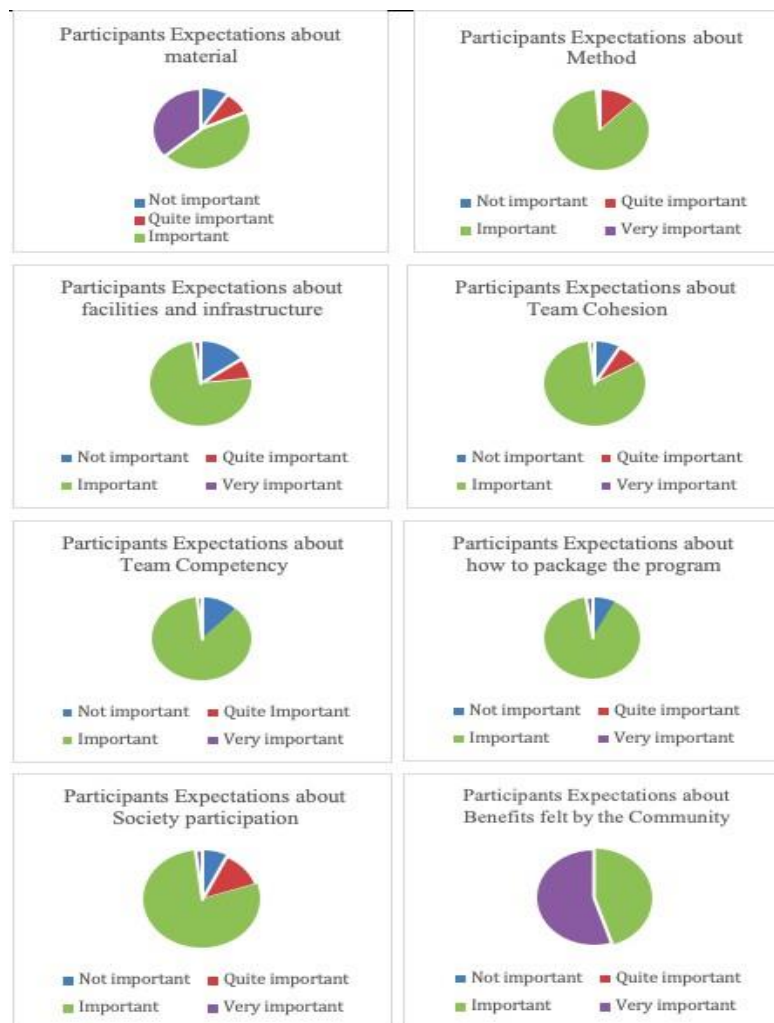 Participants Expectations about
material
Not important
Quite important
Important
Participants Expectations about
Method
Not important Quite important
Important Very important
Participants Expectations about
facilities and infrastructure
Not important Quite important
Important Very important
Participants Expectations about
Team Cohesion
Not important Quite important
Important Very important
Participants Expectations about
Team Competency
Not important Quite Important
Important Very important
Participants Expectations about
how to package the program
Not important Quite important
Important Very important
Participants Expectations about
Society participation
Not important Quite important
Important Very important
Participants Expectations about
Benefits felt by the Community
Not important Quite important
Important Very important